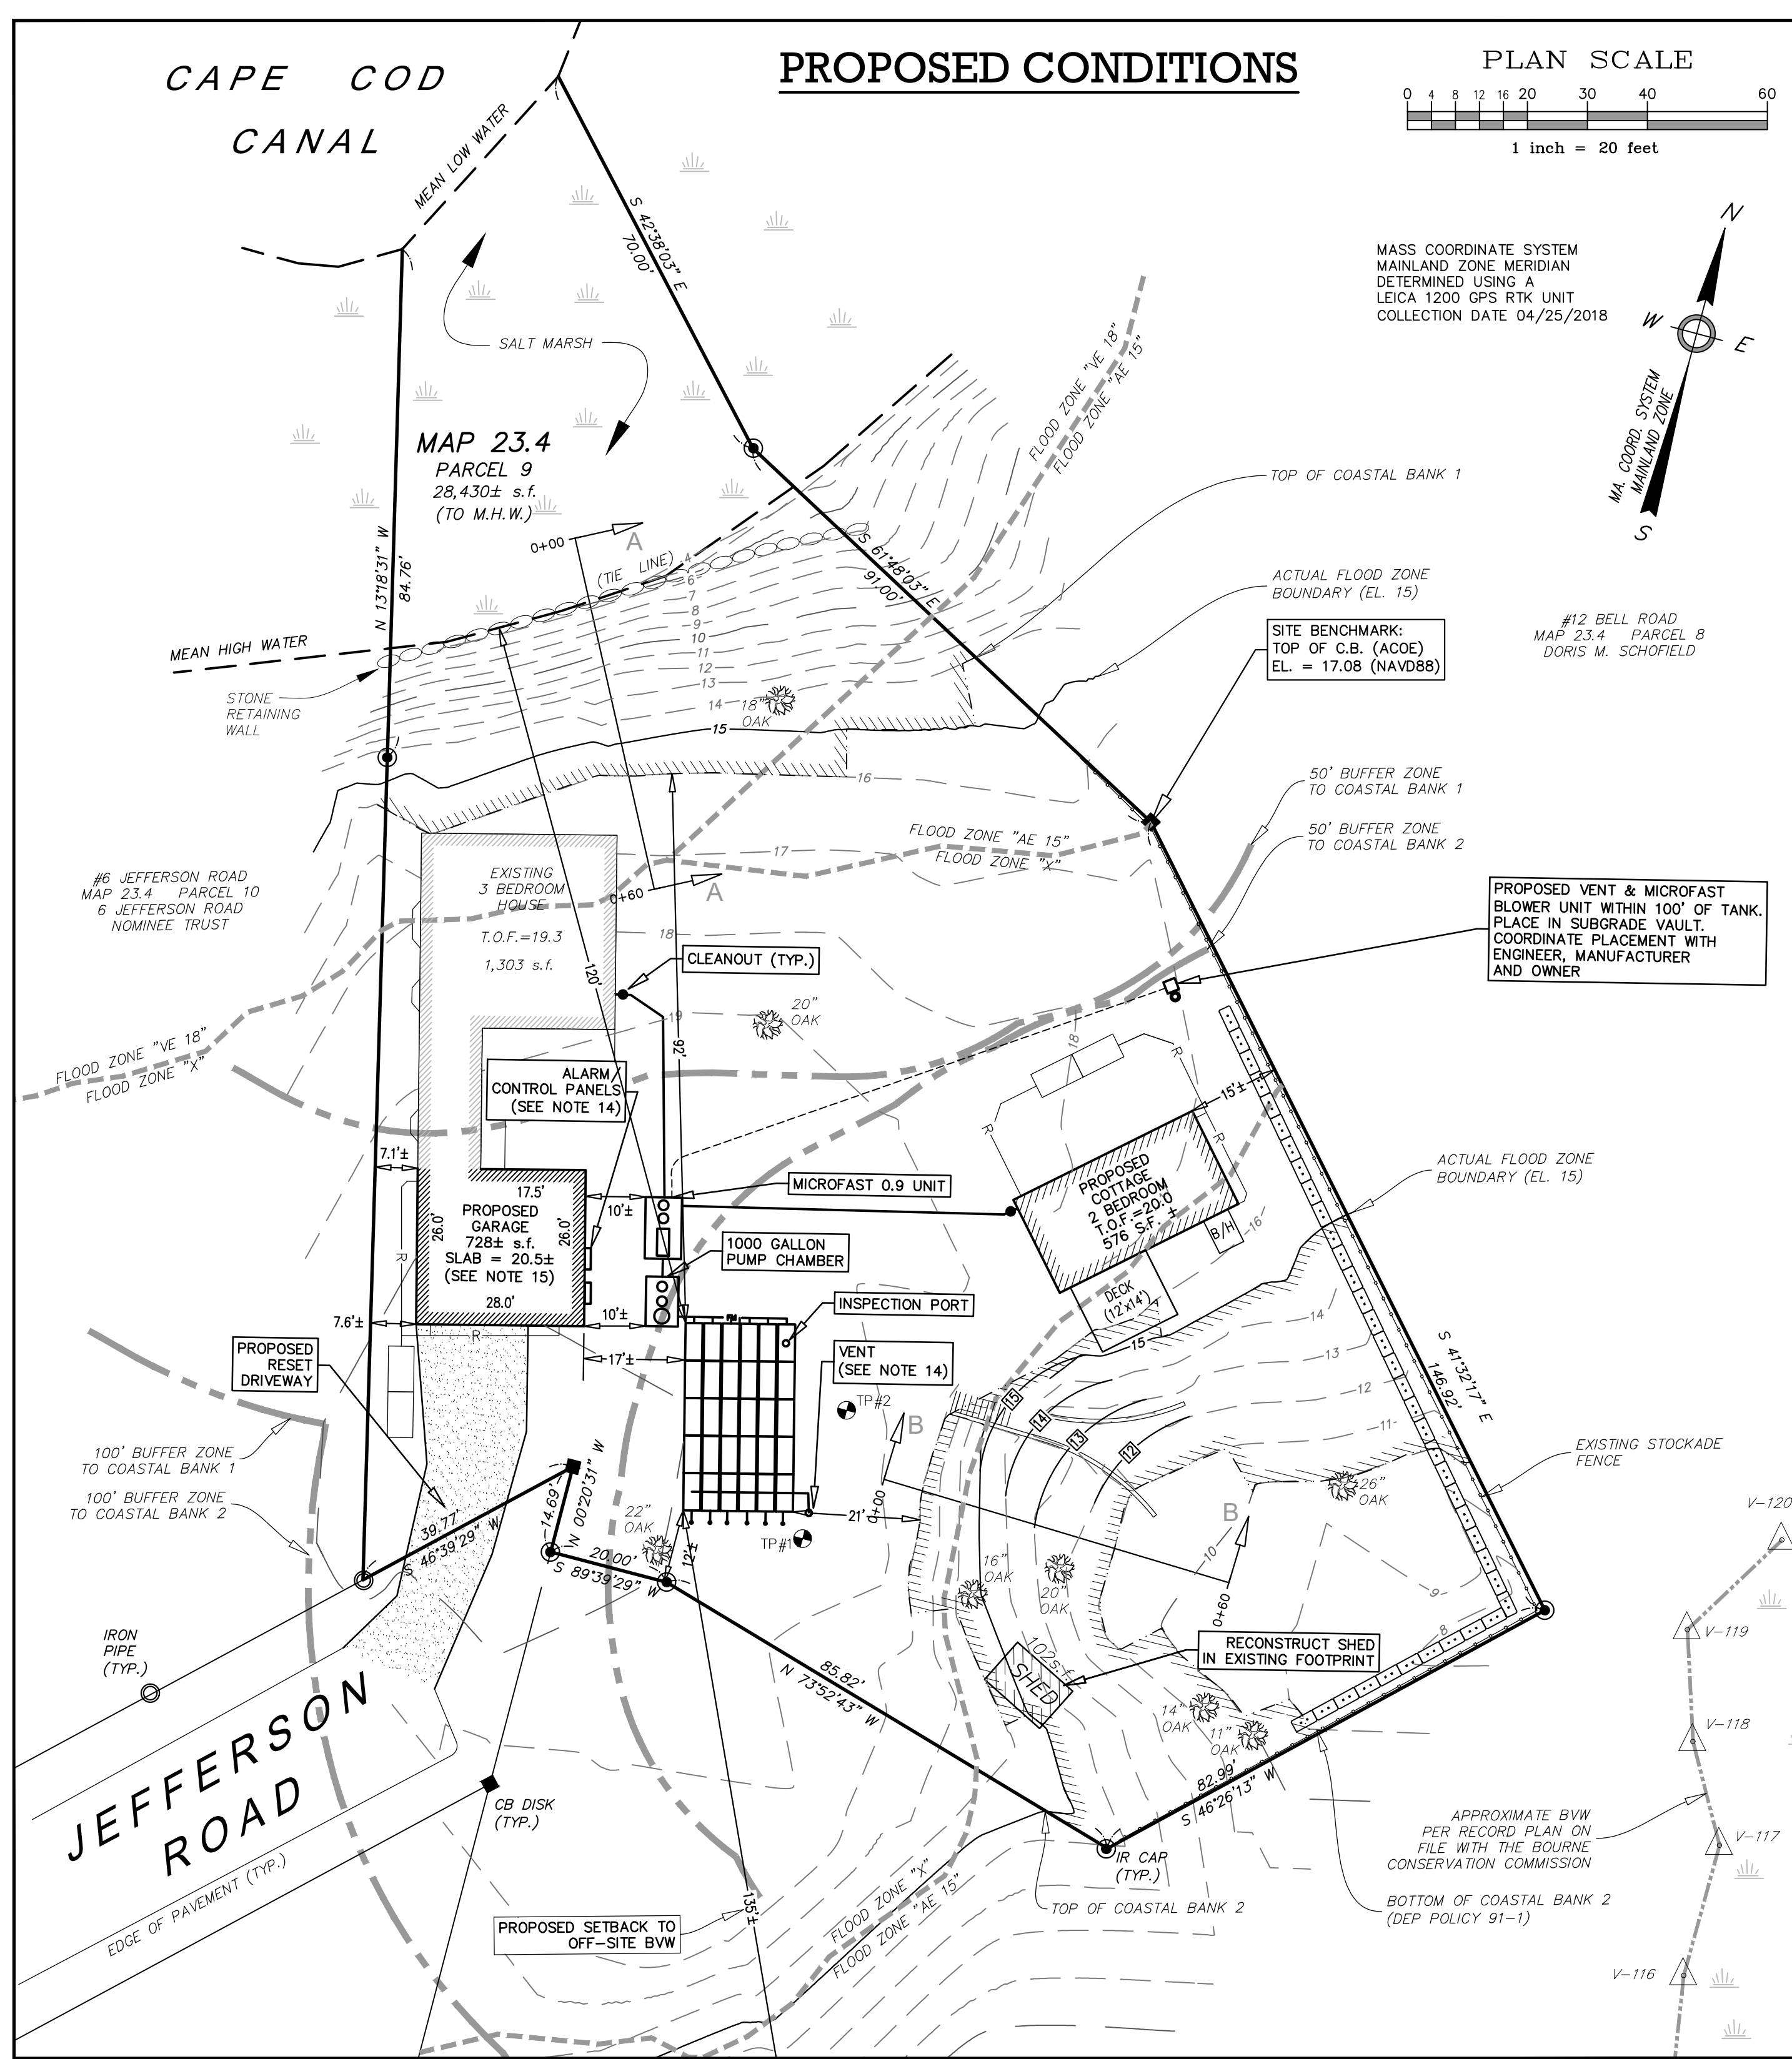 CAPE COD
CANAL
PROPOSED CONDITIONS
PLAN SCALE
0 4 8 12 16 20 30 40 60
1 inch = 20 feet
MEAN LOW WATER
S 42°38'03" E
70.00'
MASS COORDINATE SYSTEM
MAINLAND ZONE MERIDIAN
DETERMINED USING A
LEICA 1200 GPS RTK UNIT
COLLECTION DATE 04/25/2018
N
W
E
S
MA. COORD. SYSTEM
MAINLAND ZONE
SALT MARSH
FLOOD ZONE "VE 18"
FLOOD ZONE "AE 15"
MAP 23.4
PARCEL 9
28,430± s.f.
(TO M.H.W.)
TOP OF COASTAL BANK 1
N 13°18'31" W
84.76'
0+00
A
(TIE LINE)
S 61°48'03" E
91.00'
ACTUAL FLOOD ZONE
BOUNDARY (EL. 15)
4
6
7
8
9
10
11
12
13
14
15
16
17
18
19
MEAN HIGH WATER
SITE BENCHMARK:
TOP OF C.B. (ACOE)
EL. = 17.08 (NAVD88)
#12 BELL ROAD
MAP 23.4 PARCEL 8
DORIS M. SCHOFIELD
STONE
RETAINING
WALL
18"
OAK
50' BUFFER ZONE
TO COASTAL BANK 1
50' BUFFER ZONE
TO COASTAL BANK 2
FLOOD ZONE "AE 15"
FLOOD ZONE "X"
#6 JEFFERSON ROAD
MAP 23.4 PARCEL 10
6 JEFFERSON ROAD
NOMINEE TRUST
EXISTING
3 BEDROOM
HOUSE
T.O.F.=19.3
1,303 s.f.
0+60
A
PROPOSED VENT & MICROFAST
BLOWER UNIT WITHIN 100' OF TANK.
PLACE IN SUBGRADE VAULT.
COORDINATE PLACEMENT WITH
ENGINEER, MANUFACTURER
AND OWNER
CLEANOUT (TYP.)
120'
92'
20"
OAK
FLOOD ZONE "VE 18"
FLOOD ZONE "X"
ALARM/
CONTROL PANELS
(SEE NOTE 14)
18
R
R
R
15'±
7.1'±
MICROFAST 0.9 UNIT
PROPOSED
COTTAGE
2 BEDROOM
T.O.F.=20.0
576 S.F. ±
B/H
16
ACTUAL FLOOD ZONE
BOUNDARY (EL. 15)
17.5'
26.0'
PROPOSED
GARAGE
728± s.f.
SLAB = 20.5±
(SEE NOTE 15)
26.0'
28.0'
10'±
10'±
R
R
1000 GALLON
PUMP CHAMBER
INSPECTION PORT
DECK
(12'x14')
7.6'±
17'±
PROPOSED
RESET
DRIVEWAY
VENT
(SEE NOTE 14)
TP#2
15
14
13
12
11
15
14
13
12
S 41°32'17" E
146.92'
B
B
0+00
0+60
21'
100' BUFFER ZONE
TO COASTAL BANK 1
100' BUFFER ZONE
TO COASTAL BANK 2
EXISTING STOCKADE
FENCE
39.77'
S 46°39'29" W
14.69'
N 00°20'31" W
20.00'
S 89°39'29" W
22"
OAK
12'±
TP#1
16"
OAK
20"
OAK
26"
OAK
10
9
8
V-120
V-119
V-118
V-117
V-116
IRON
PIPE
(TYP.)
RECONSTRUCT SHED
IN EXISTING FOOTPRINT
102s.f.
SHED
14"
OAK
11"
OAK
85.82'
N 73°52'43" W
82.99'
S 46°26'13" W
JEFFERSON
ROAD
EDGE OF PAVEMENT (TYP.)
CB DISK
(TYP.)
IR CAP
(TYP.)
APPROXIMATE BVW
PER RECORD PLAN ON
FILE WITH THE BOURNE
CONSERVATION COMMISSION
BOTTOM OF COASTAL BANK 2
(DEP POLICY 91-1)
TOP OF COASTAL BANK 2
PROPOSED SETBACK TO
OFF-SITE BVW
135'±
FLOOD ZONE "X"
FLOOD ZONE "AE 15"